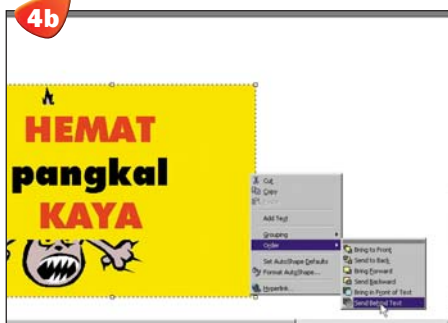 4b
HEMAT
pangkal
KAYA
Cut
Copy
Paste
Add Text
Grouping
Order
Set AutoShape Defaults
Format AutoShape...
Hyperlink...
Bring to Front
Send to Back
Bring Forward
Send Backward
Bring in Front of Text
Send Behind Text